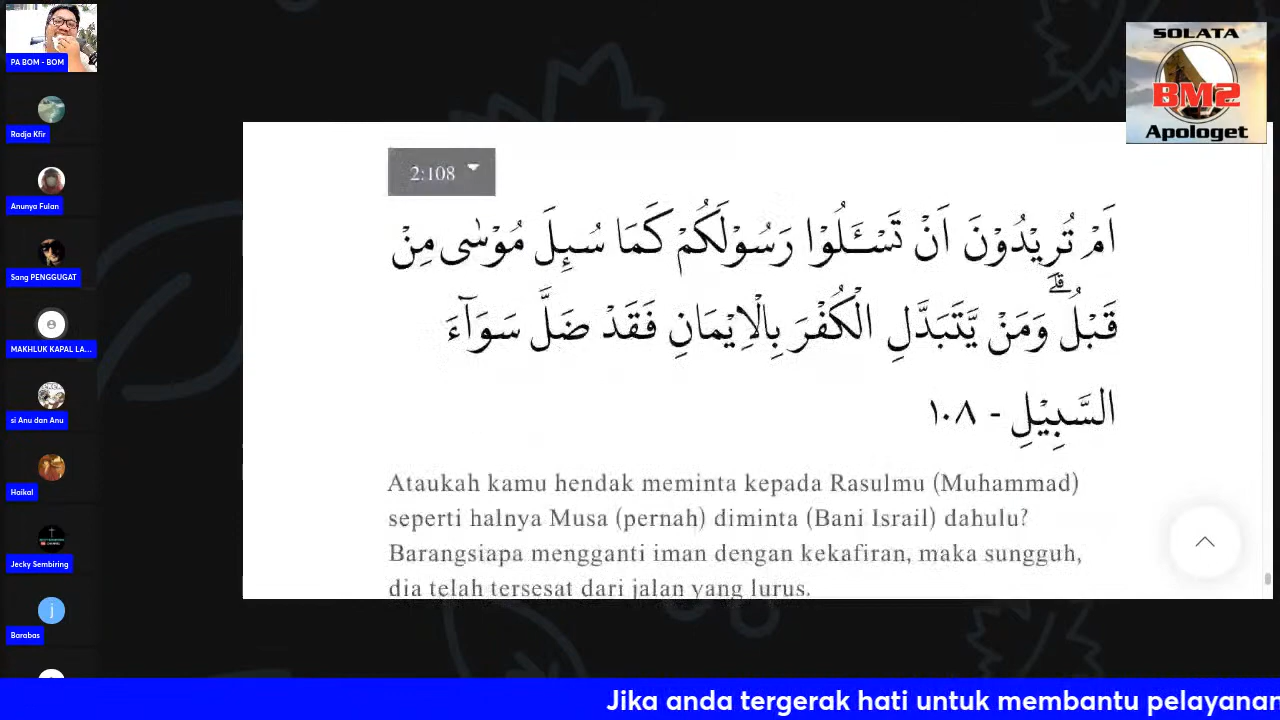 PA BOM - BOM
Radja Kfir
Anunya Fulan
Sang PENGGUGAT
MAKHLUK KAPAL LA...
si Anu dan Anu
Haikal
Jecky Sembiring
j
Barabas
SOLATA
BM2
Apologet
2:108
اَمْ تُرِيْدُوْنَ اَنْ تَسْـَٔلُوْا رَسُوْلَكُمْ كَمَا سُىِٕلَ مُوْسٰى مِنْ
قَبْلُۗ وَمَنْ يَّتَبَدَّلِ الْكُفْرَ بِالْاِيْمَانِ فَقَدْ ضَلَّ سَوَاۤءَ
السَّبِيْلِ - ١٠٨
Ataukah kamu hendak meminta kepada Rasulmu (Muhammad)
seperti halnya Musa (pernah) diminta (Bani Israil) dahulu?
Barangsiapa mengganti iman dengan kekafiran, maka sungguh,
dia telah tersesat dari jalan yang lurus.
Jika anda tergerak hati untuk membantu pelayanan